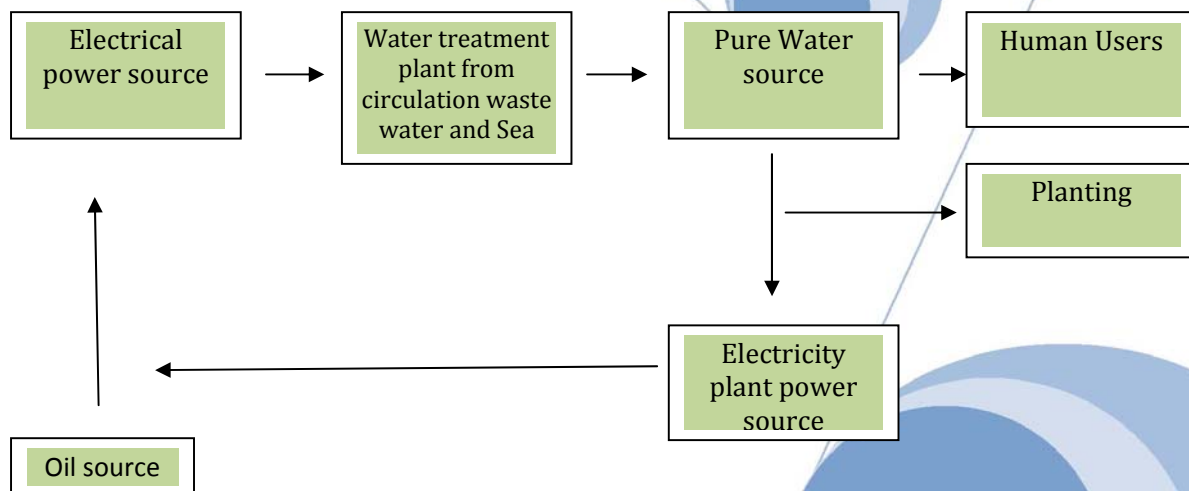 Electrical
power source
Water treatment
plant from
circulation waste
water and Sea
Pure Water
source
Human Users
Planting
Electricity
plant power
source
Oil source